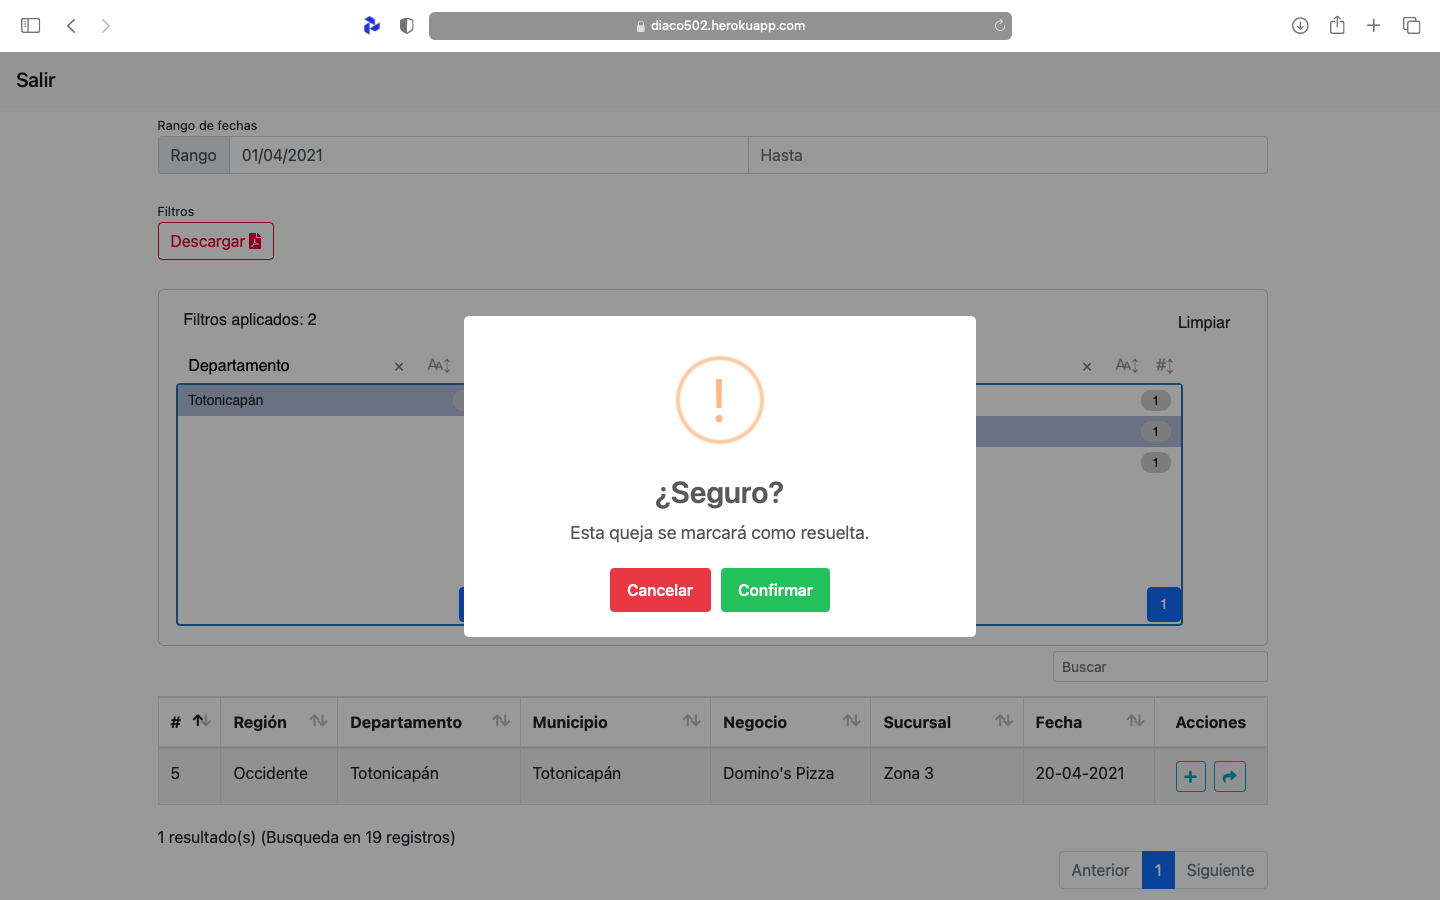 diaco502.herokuapp.com
Salir
Rango de fechas
Rango 01/04/2021 Hasta
Filtros
Descargar
Filtros aplicados: 2
Limpiar
Departamento × AA × AA #
Totonicapán 1
1
1
1
¿Seguro?
Esta queja se marcará como resuelta.
Cancelar Confirmar
Buscar
# Región Departamento Municipio Negocio Sucursal Fecha Acciones
5 Occidente Totonicapán Totonicapán Domino's Pizza Zona 3 20-04-2021
1 resultado(s) (Busqueda en 19 registros)
Anterior 1 Siguiente